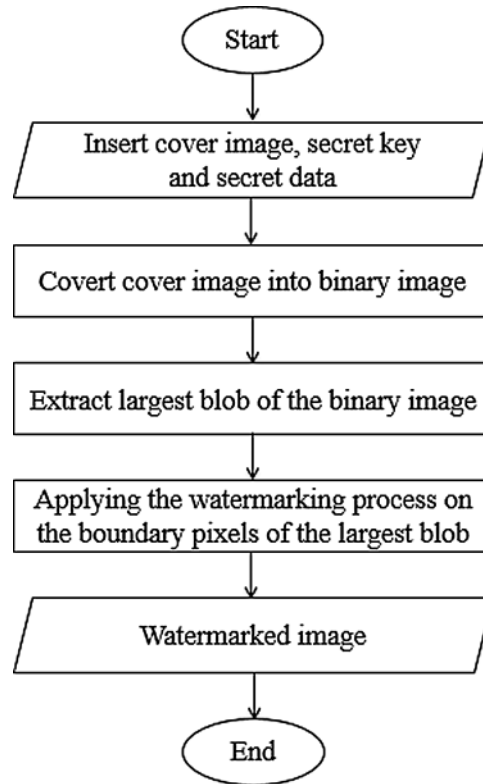 Start
Insert cover image, secret key
and secret data
Covert cover image into binary image
Extract largest blob of the binary image
Applying the watermarking process on
the boundary pixels of the largest blob
Watermarked image
End